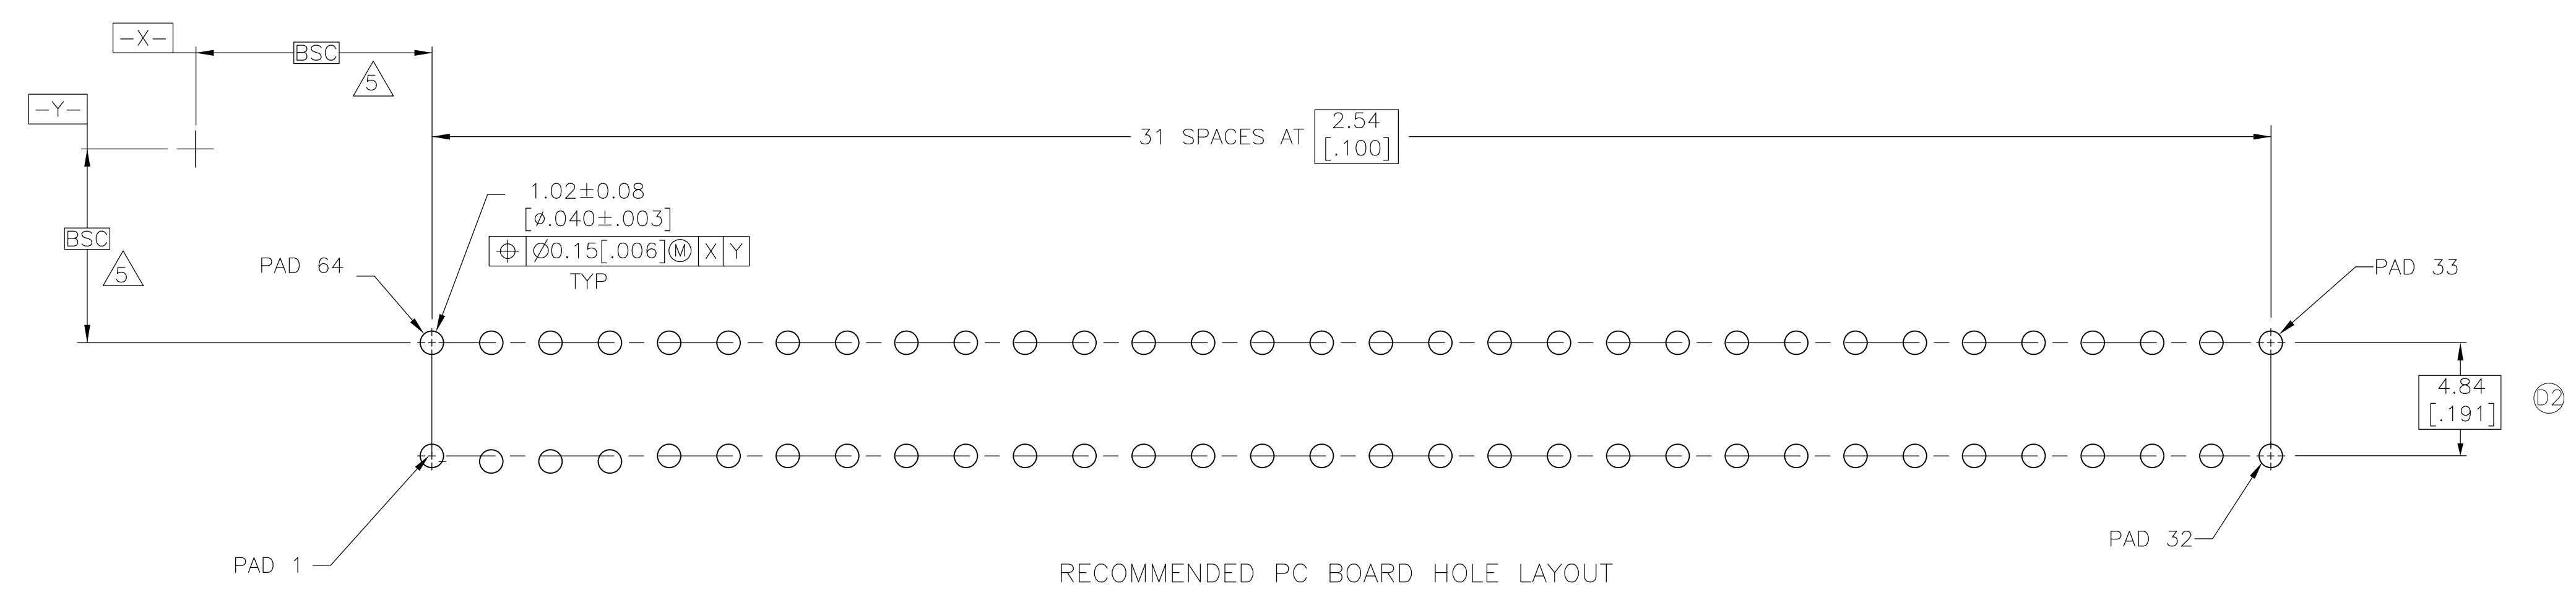 -X-
BSC
5
-Y-
31 SPACES AT
2.54
[.100]
1.02±0.08
[ø.040±.003]
⌖ Ø0.15[.006]Ⓜ X Y
TYP
BSC
5
PAD 64
PAD 33
4.84
[.191]
D2
PAD 1
PAD 32
RECOMMENDED PC BOARD HOLE LAYOUT